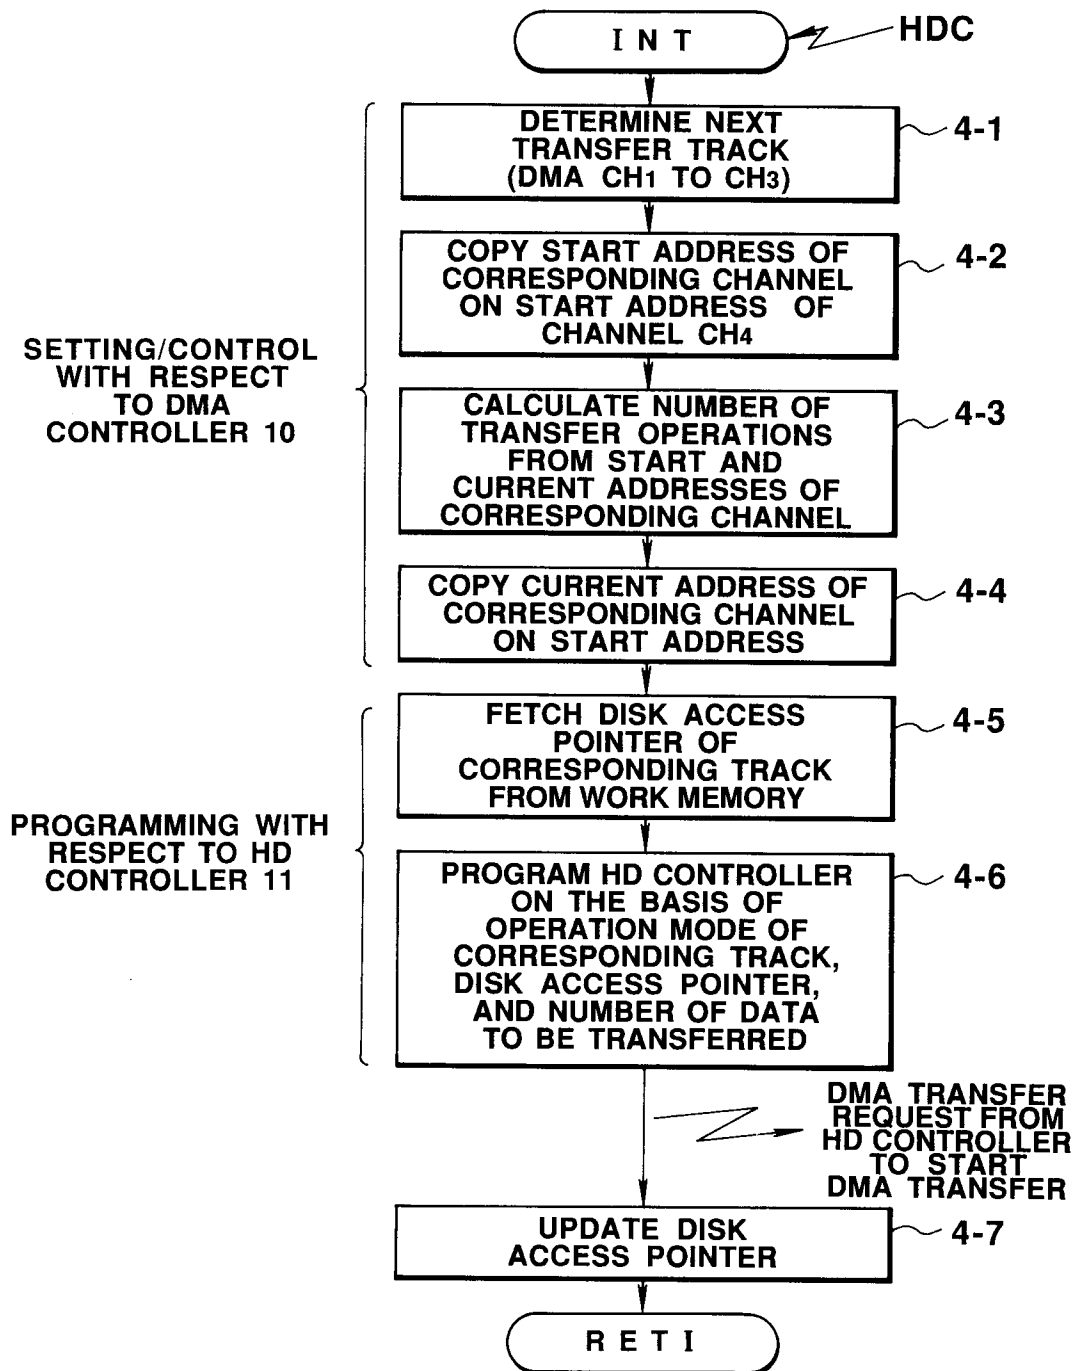 INT
HDC
DETERMINE NEXT
TRANSFER TRACK
(DMA CH1 TO CH3)
4-1
COPY START ADDRESS OF
CORRESPONDING CHANNEL
ON START ADDRESS OF
CHANNEL CH4
4-2
SETTING/CONTROL
WITH RESPECT
TO DMA
CONTROLLER 10
CALCULATE NUMBER OF
TRANSFER OPERATIONS
FROM START AND
CURRENT ADDRESSES OF
CORRESPONDING CHANNEL
4-3
COPY CURRENT ADDRESS OF
CORRESPONDING CHANNEL
ON START ADDRESS
4-4
FETCH DISK ACCESS
POINTER OF
CORRESPONDING TRACK
FROM WORK MEMORY
4-5
PROGRAMMING WITH
RESPECT TO HD
CONTROLLER 11
PROGRAM HD CONTROLLER
ON THE BASIS OF
OPERATION MODE OF
CORRESPONDING TRACK,
DISK ACCESS POINTER,
AND NUMBER OF DATA
TO BE TRANSFERRED
4-6
DMA TRANSFER
REQUEST FROM
HD CONTROLLER
TO START
DMA TRANSFER
UPDATE DISK
ACCESS POINTER
4-7
RETI